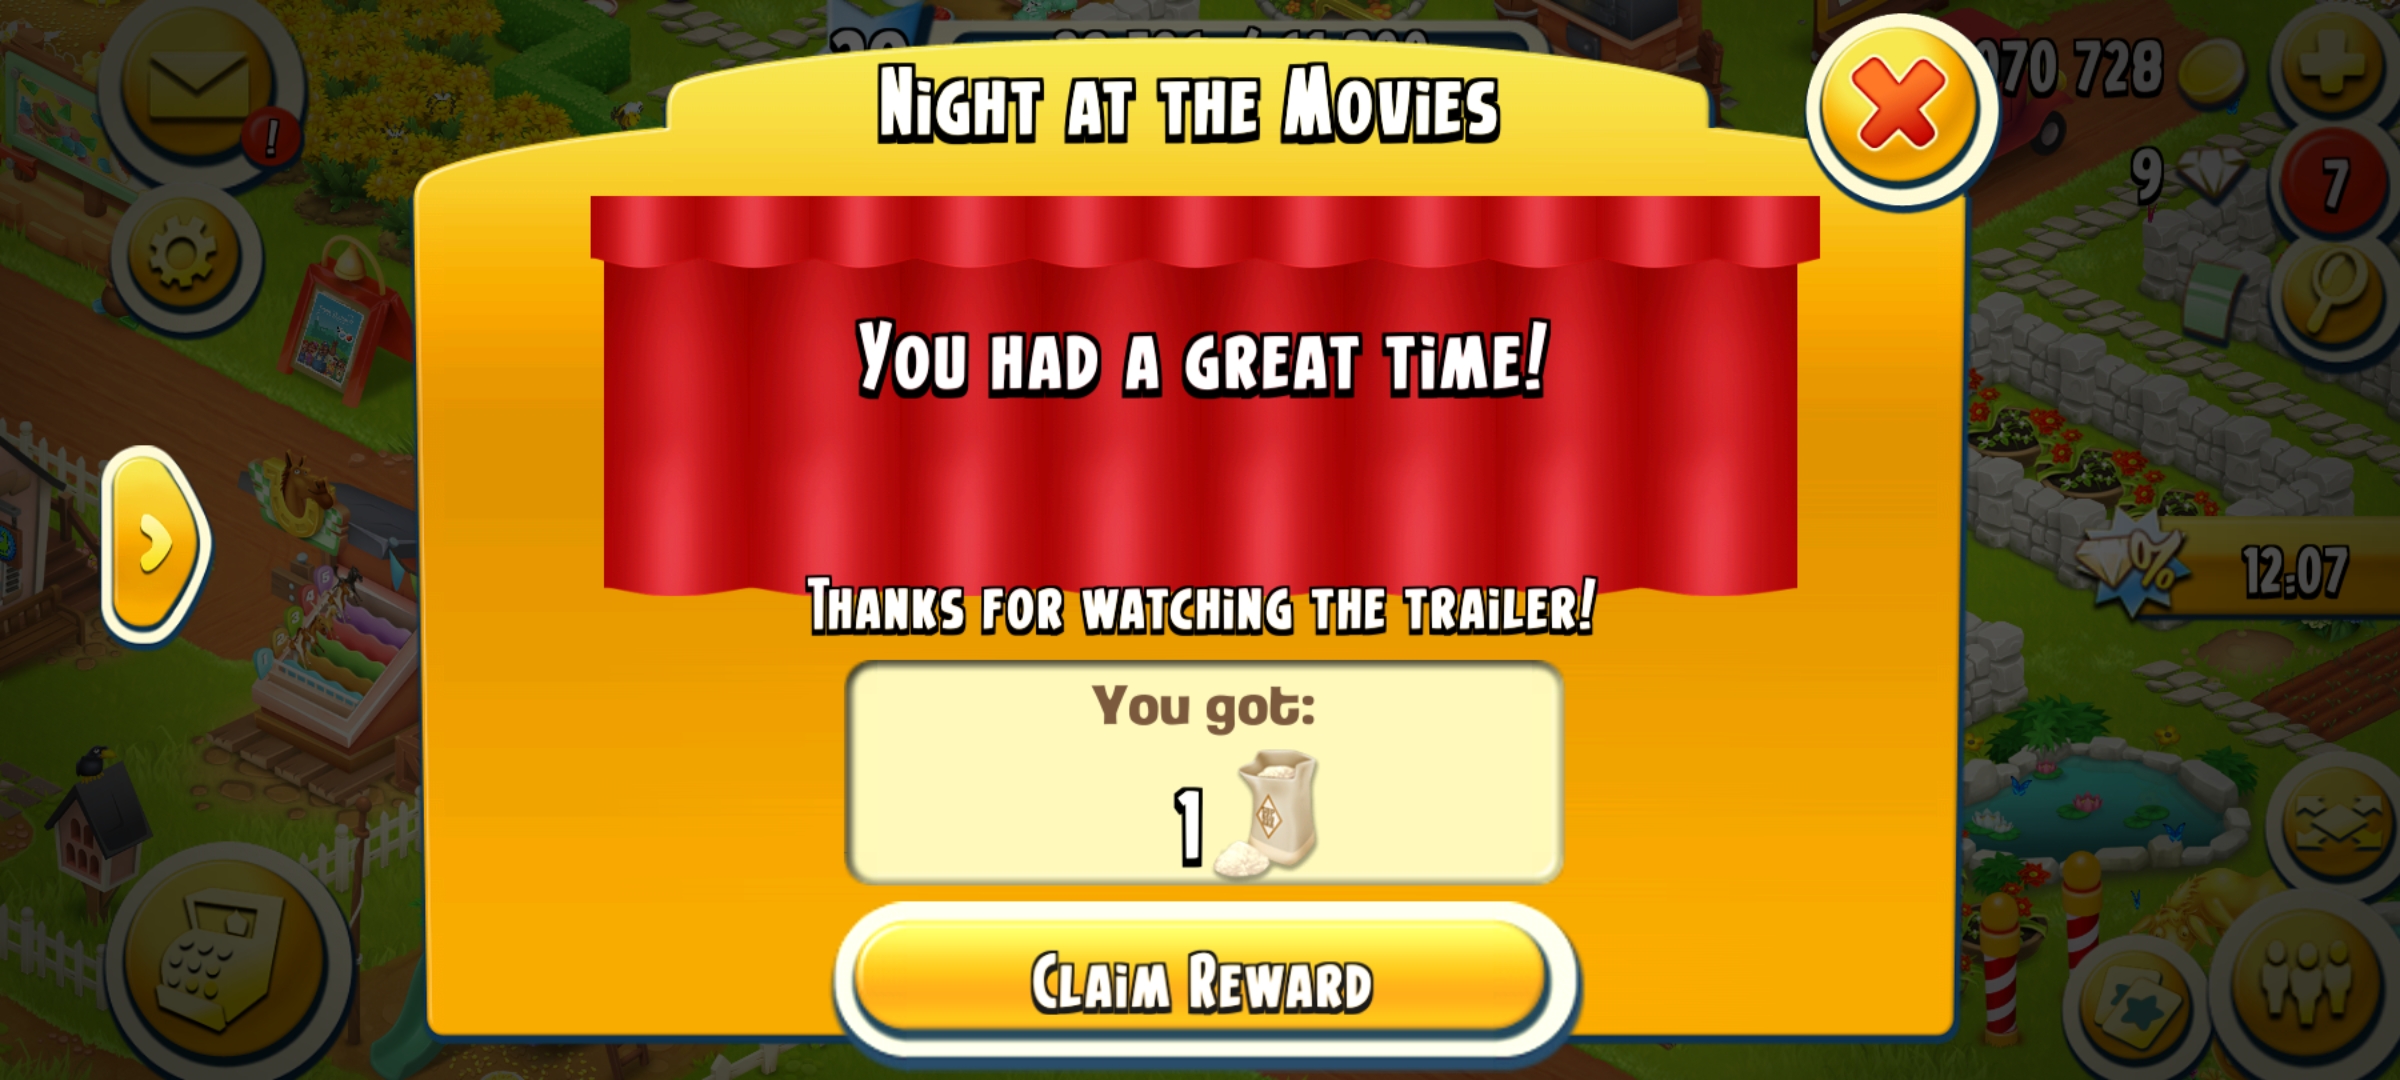 Night at the Movies
070 728
9
7
You had a great time!
12:07
Thanks for watching the trailer!
You got:
1
Claim Reward